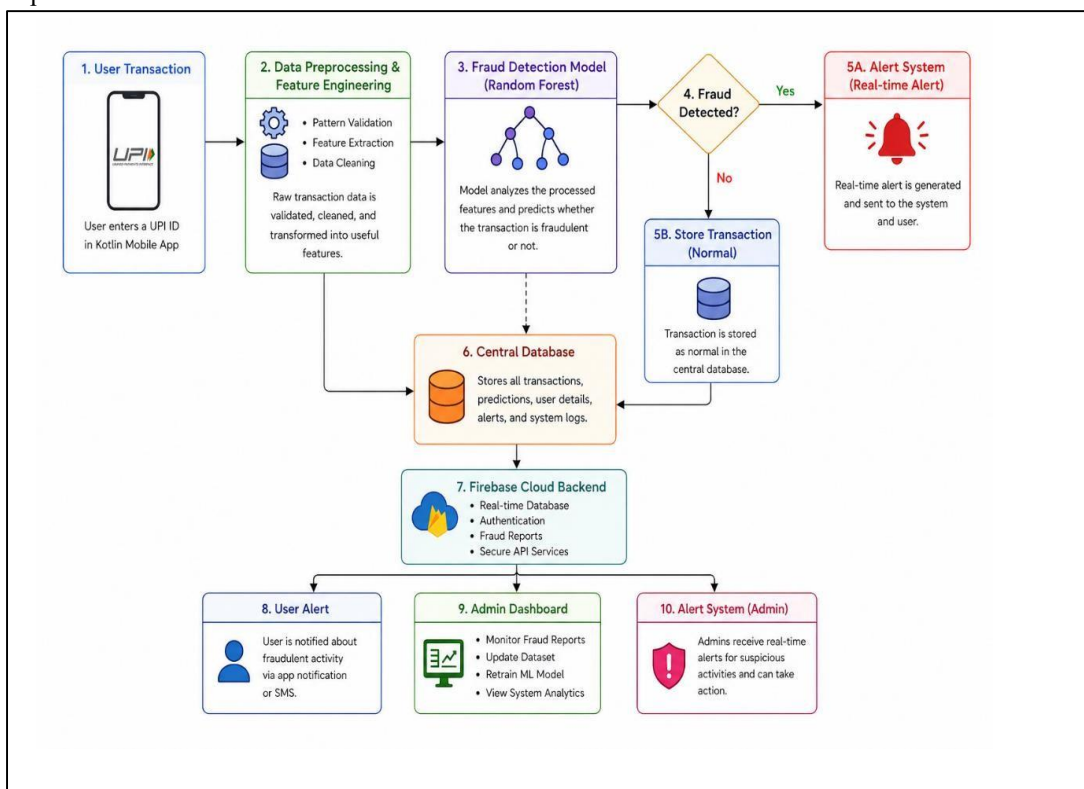 1. User Transaction
UPI
User enters a UPI ID
in Kotlin Mobile App
2. Data Preprocessing &
Feature Engineering
• Pattern Validation
• Feature Extraction
• Data Cleaning
Raw transaction data is
validated, cleaned, and
transformed into useful
features.
3. Fraud Detection Model
(Random Forest)
Model analyzes the processed
features and predicts whether
the transaction is fraudulent
or not.
4. Fraud
Detected?
Yes
No
5A. Alert System
(Real-time Alert)
Real-time alert is generated
and sent to the system
and user.
5B. Store Transaction
(Normal)
Transaction is stored
as normal in the
central database.
6. Central Database
Stores all transactions,
predictions, user details,
alerts, and system logs.
7. Firebase Cloud Backend
• Real-time Database
• Authentication
• Fraud Reports
• Secure API Services
8. User Alert
User is notified about
fraudulent activity
via app notification
or SMS.
9. Admin Dashboard
• Monitor Fraud Reports
• Update Dataset
• Retrain ML Model
• View System Analytics
10. Alert System (Admin)
Admins receive real-time
alerts for suspicious
activities and can take
action.